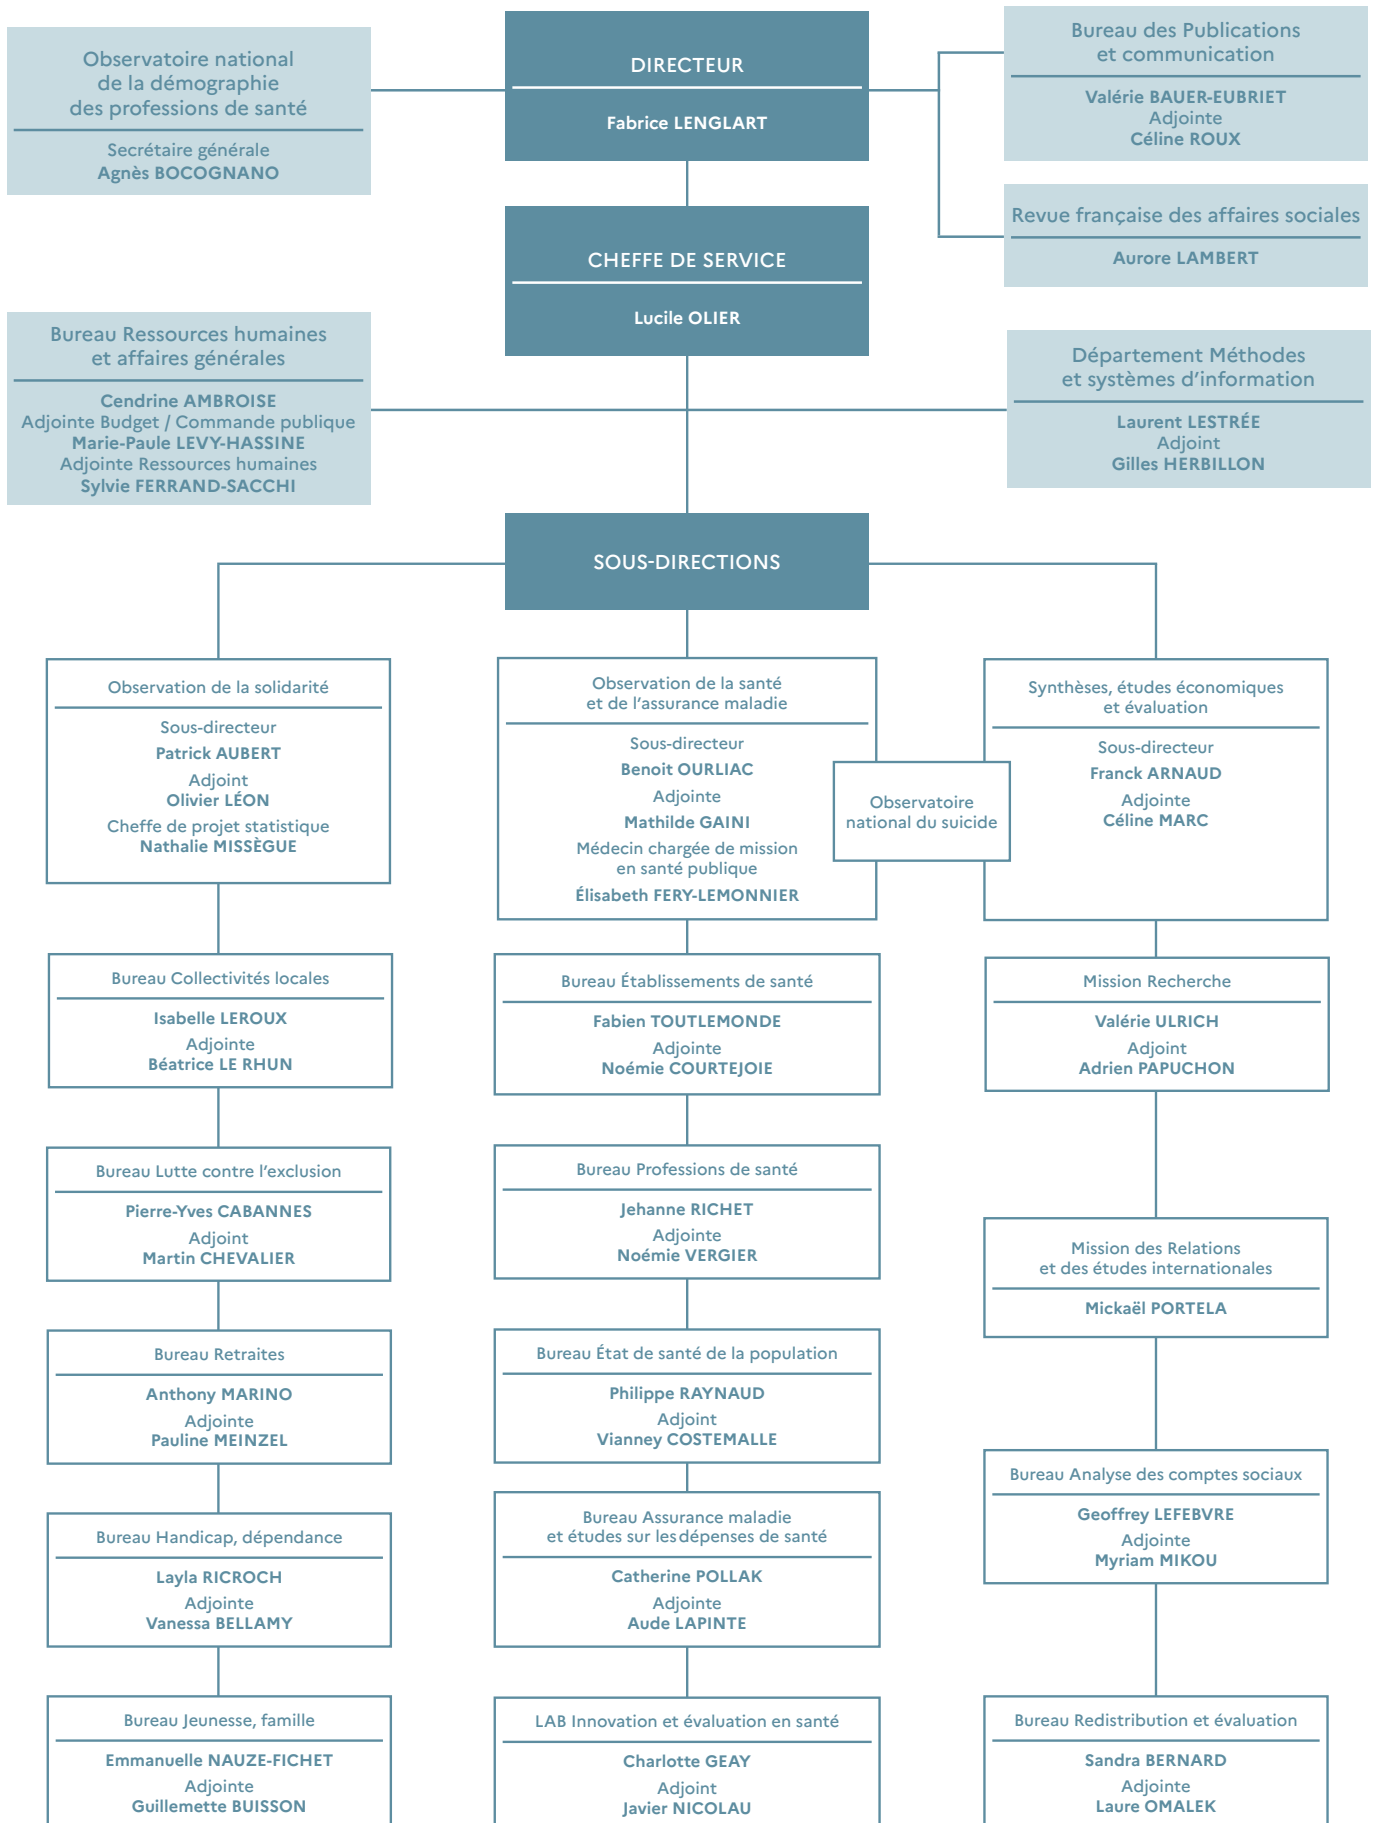 Observatoire national
de la démographie
des professions de santé
Secrétaire générale
Agnès BOCOGNANO
DIRECTEUR
Fabrice LENGLART
Bureau des Publications
et communication
Valérie BAUER-EUBRIET
Adjointe
Céline ROUX
Revue française des affaires sociales
Aurore LAMBERT
CHEFFE DE SERVICE
Lucile OLIER
Bureau Ressources humaines
et affaires générales
Cendrine AMBROISE
Adjointe Budget / Commande publique
Marie-Paule LEVY-HASSINE
Adjointe Ressources humaines
Sylvie FERRAND-SACCHI
Département Méthodes
et systèmes d’information
Laurent LESTRÉE
Adjoint
Gilles HERBILLON
SOUS-DIRECTIONS
Observation de la solidarité
Sous-directeur
Patrick AUBERT
Adjoint
Olivier LÉON
Cheffe de projet statistique
Nathalie MISSÈGUE
Bureau Collectivités locales
Isabelle LEROUX
Adjointe
Béatrice LE RHUN
Bureau Lutte contre l’exclusion
Pierre-Yves CABANNES
Adjoint
Martin CHEVALIER
Bureau Retraites
Anthony MARINO
Adjointe
Pauline MEINZEL
Bureau Handicap, dépendance
Layla RICROCH
Adjointe
Vanessa BELLAMY
Bureau Jeunesse, famille
Emmanuelle NAUZE-FICHET
Adjointe
Guillemette BUISSON
Observation de la santé
et de l’assurance maladie
Sous-directeur
Benoit OURLIAC
Adjointe
Mathilde GAINI
Médecin chargée de mission
en santé publique
Élisabeth FERY-LEMONNIER
Observatoire
national du suicide
Bureau Établissements de santé
Fabien TOUTLEMONDE
Adjointe
Noémie COURTEJOIE
Bureau Professions de santé
Jehanne RICHET
Adjointe
Noémie VERGIER
Bureau État de santé de la population
Philippe RAYNAUD
Adjoint
Vianney COSTEMALLE
Bureau Assurance maladie
et études sur les dépenses de santé
Catherine POLLAK
Adjointe
Aude LAPINTE
LAB Innovation et évaluation en santé
Charlotte GEAY
Adjoint
Javier NICOLAU
Synthèses, études économiques
et évaluation
Sous-directeur
Franck ARNAUD
Adjointe
Céline MARC
Mission Recherche
Valérie ULRICH
Adjoint
Adrien PAPUCHON
Mission des Relations
et des études internationales
Mickaël PORTELA
Bureau Analyse des comptes sociaux
Geoffrey LEFEBVRE
Adjointe
Myriam MIKOU
Bureau Redistribution et évaluation
Sandra BERNARD
Adjointe
Laure OMALEK